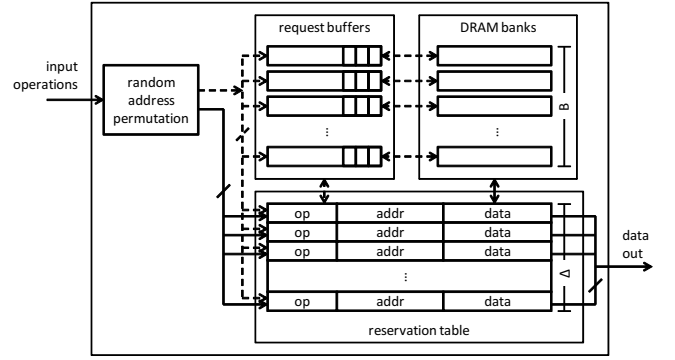 request buffers
DRAM banks
input
operations
random
address
permutation
...
...
B
op addr data
op addr data
op addr data
...
op addr data
Δ
data
out
reservation table